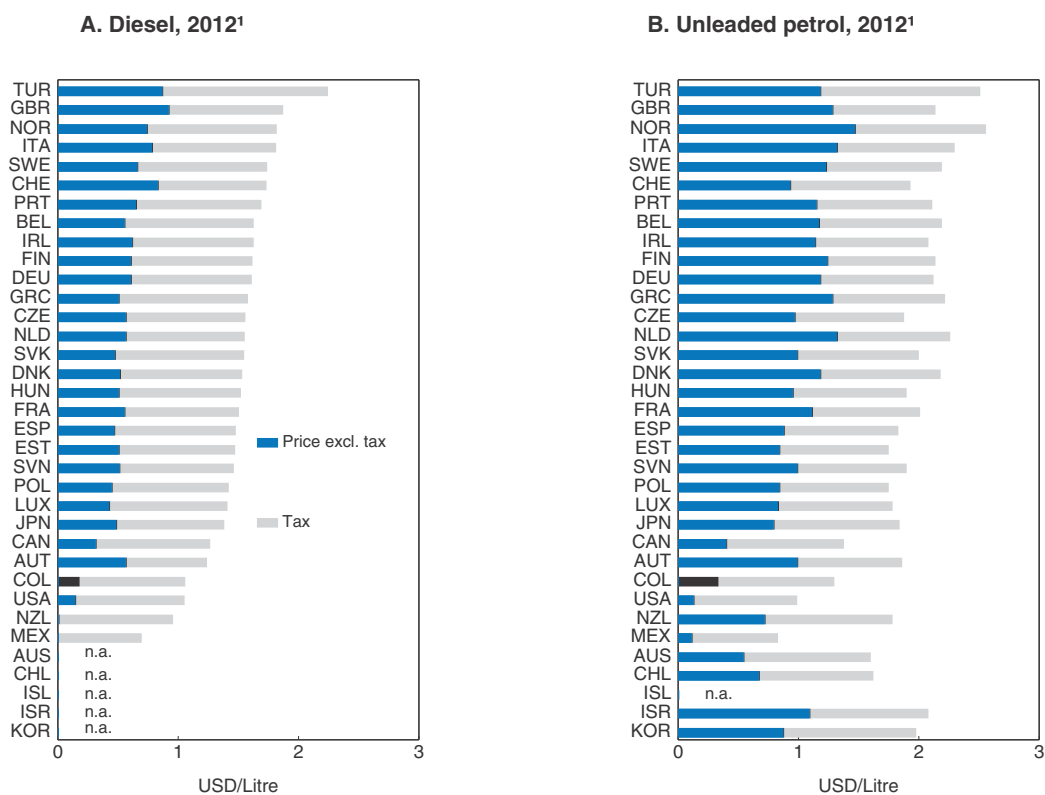 A. Diesel, 2012¹
TUR
GBR
NOR
ITA
SWE
CHE
PRT
BEL
IRL
FIN
DEU
GRC
CZE
NLD
SVK
DNK
HUN
FRA
ESP
EST
SVN
POL
LUX
JPN
CAN
AUT
COL
USA
NZL
MEX
AUS n.a.
CHL n.a.
ISL n.a.
ISR n.a.
KOR n.a.
Price excl. tax
Tax
0 1 2 3
USD/Litre
B. Unleaded petrol, 2012¹
TUR
GBR
NOR
ITA
SWE
CHE
PRT
BEL
IRL
FIN
DEU
GRC
CZE
NLD
SVK
DNK
HUN
FRA
ESP
EST
SVN
POL
LUX
JPN
CAN
AUT
COL
USA
NZL
MEX
AUS
CHL
ISL n.a.
ISR
KOR
0 1 2 3
USD/Litre